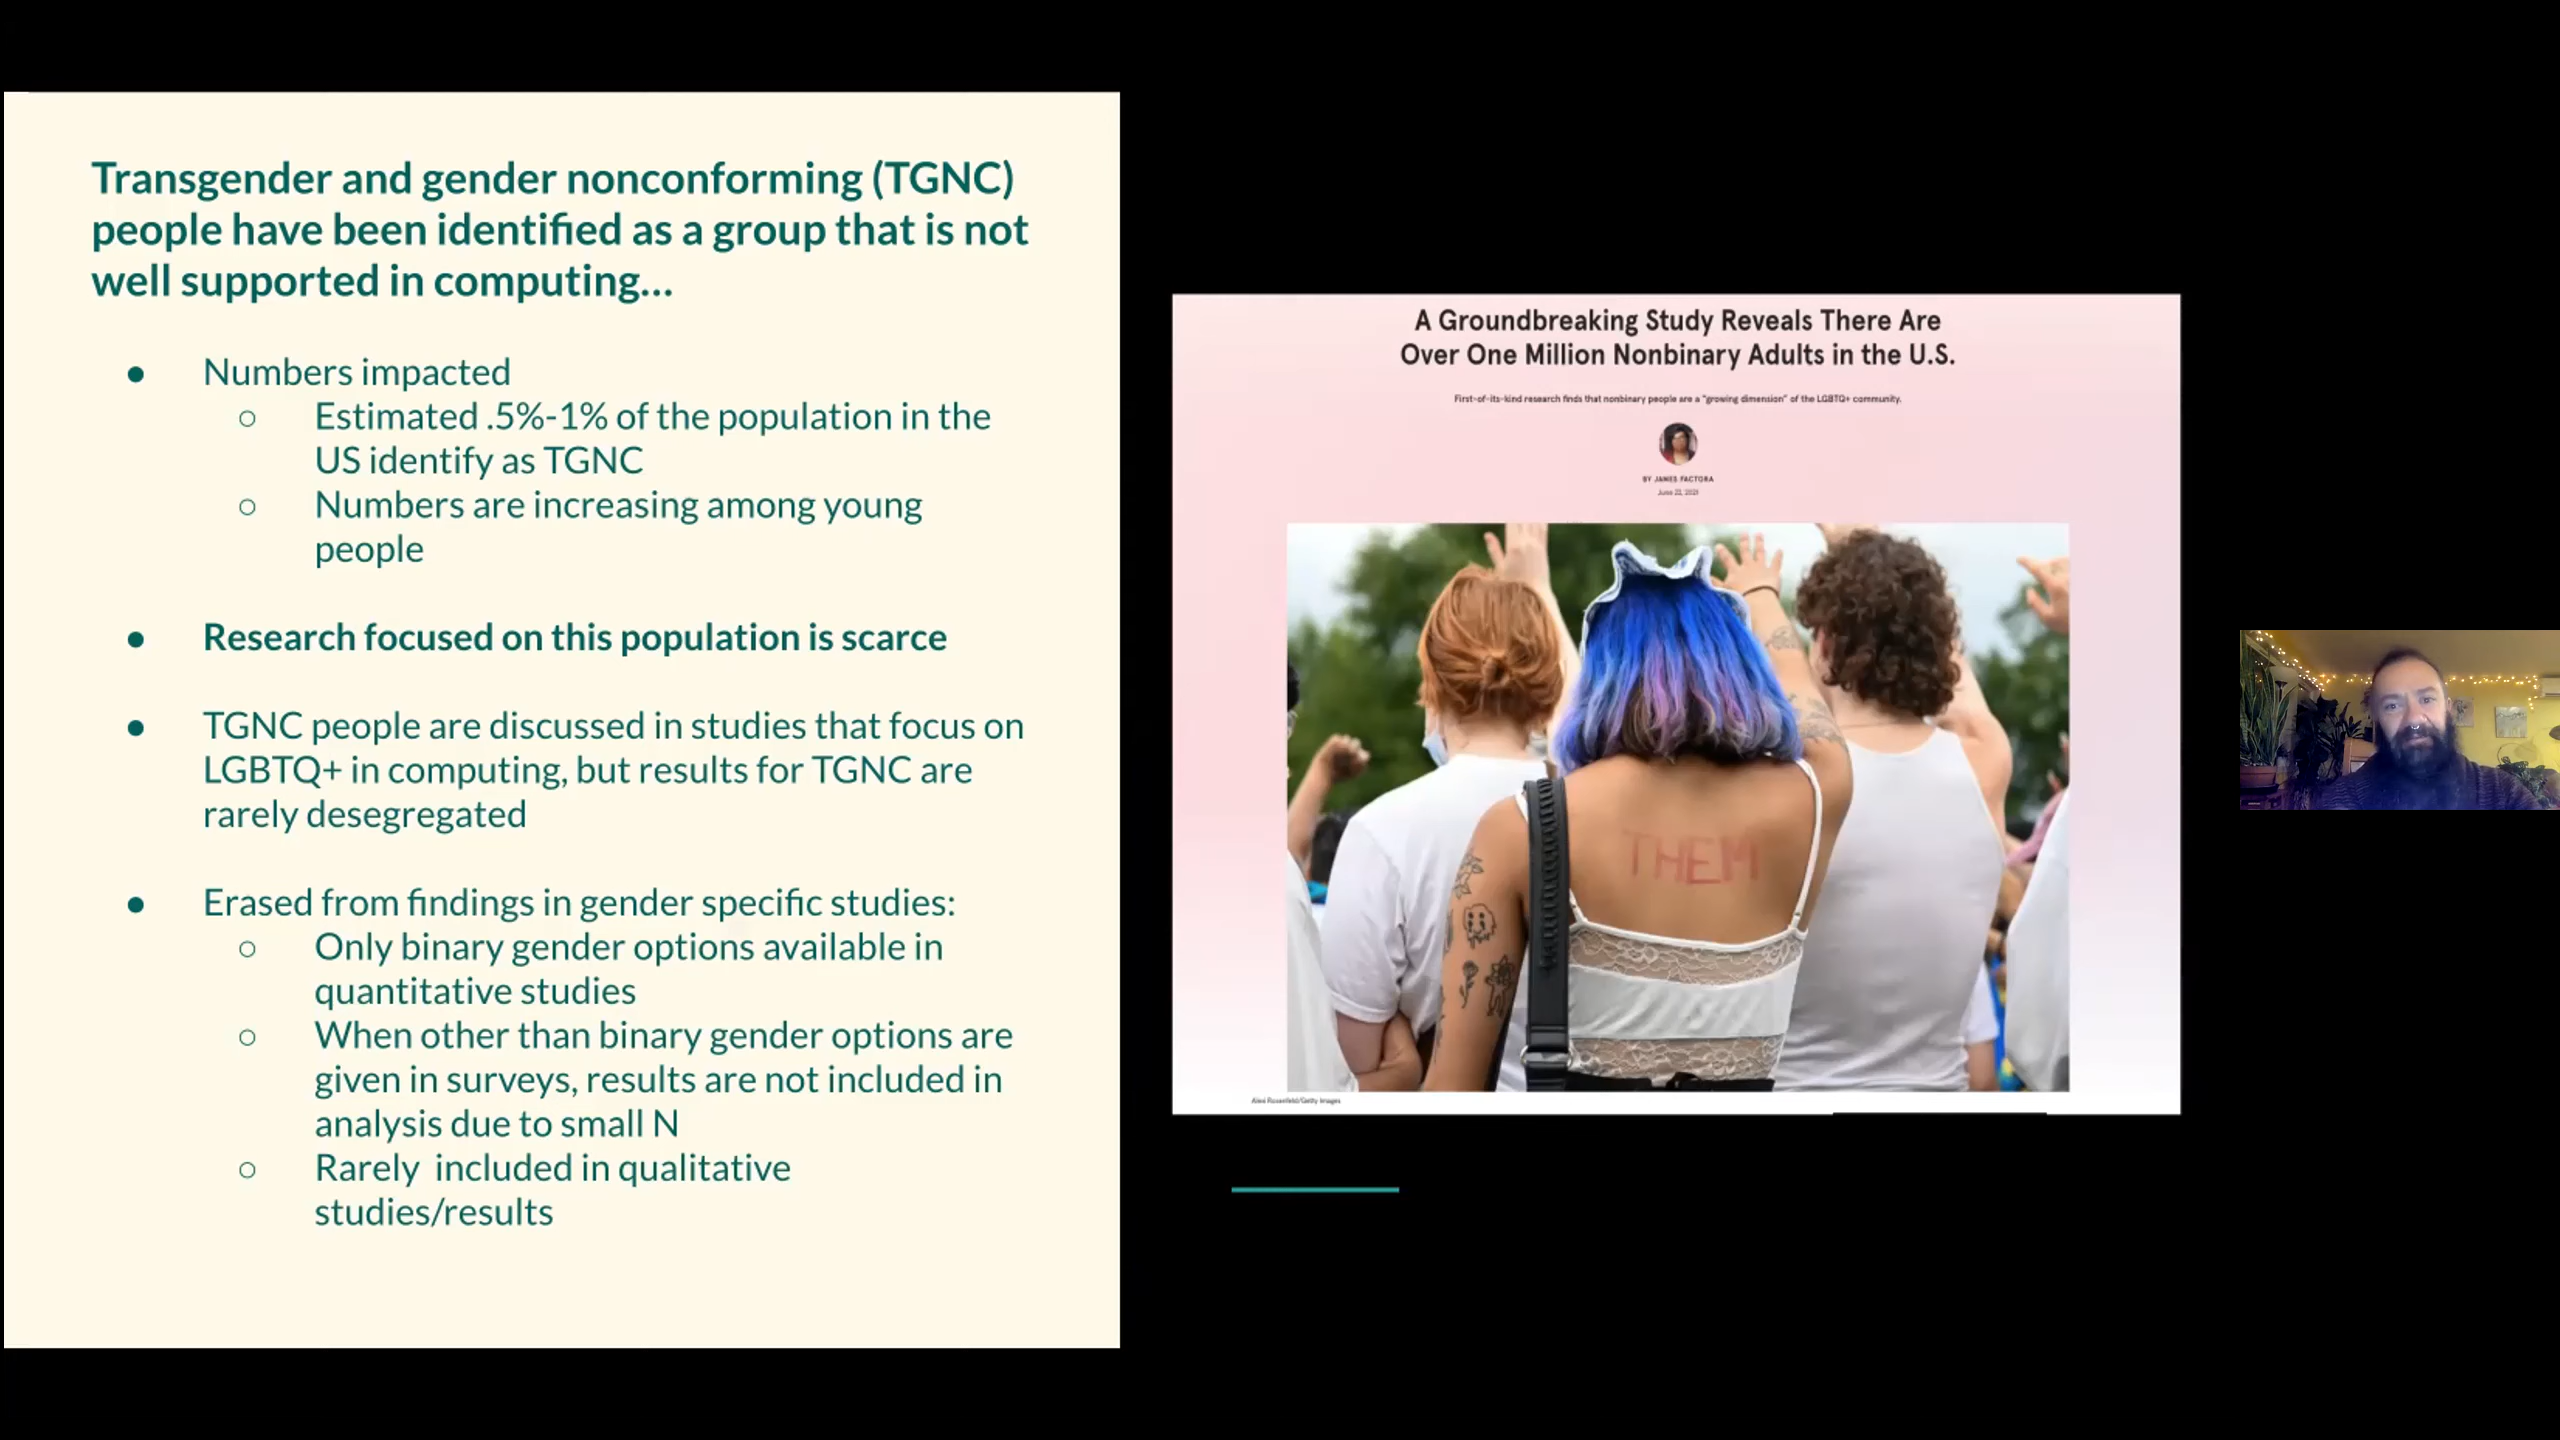 Transgender and gender nonconforming (TGNC)
people have been identified as a group that is not
well supported in computing...
● Numbers impacted
○ Estimated .5%-1% of the population in the
US identify as TGNC
○ Numbers are increasing among young
people
● Research focused on this population is scarce
● TGNC people are discussed in studies that focus on
LGBTQ+ in computing, but results for TGNC are
rarely desegregated
● Erased from findings in gender specific studies:
○ Only binary gender options available in
quantitative studies
○ When other than binary gender options are
given in surveys, results are not included in
analysis due to small N
○ Rarely  included in qualitative
studies/results
A Groundbreaking Study Reveals There Are
Over One Million Nonbinary Adults in the U.S.
First-of-its-kind research finds that nonbinary people are a "growing dimension" of the LGBTQ+ community.
BY JAMES FACTORA
June 22, 2021
THEM
Alexi Rosenfeld/Getty Images